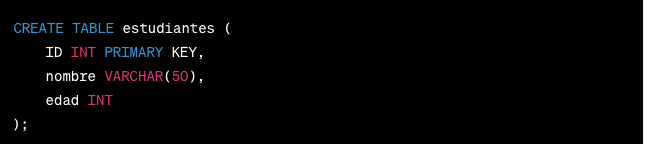 CREATE TABLE estudiantes (
    ID INT PRIMARY KEY,
    nombre VARCHAR(50),
    edad INT
);